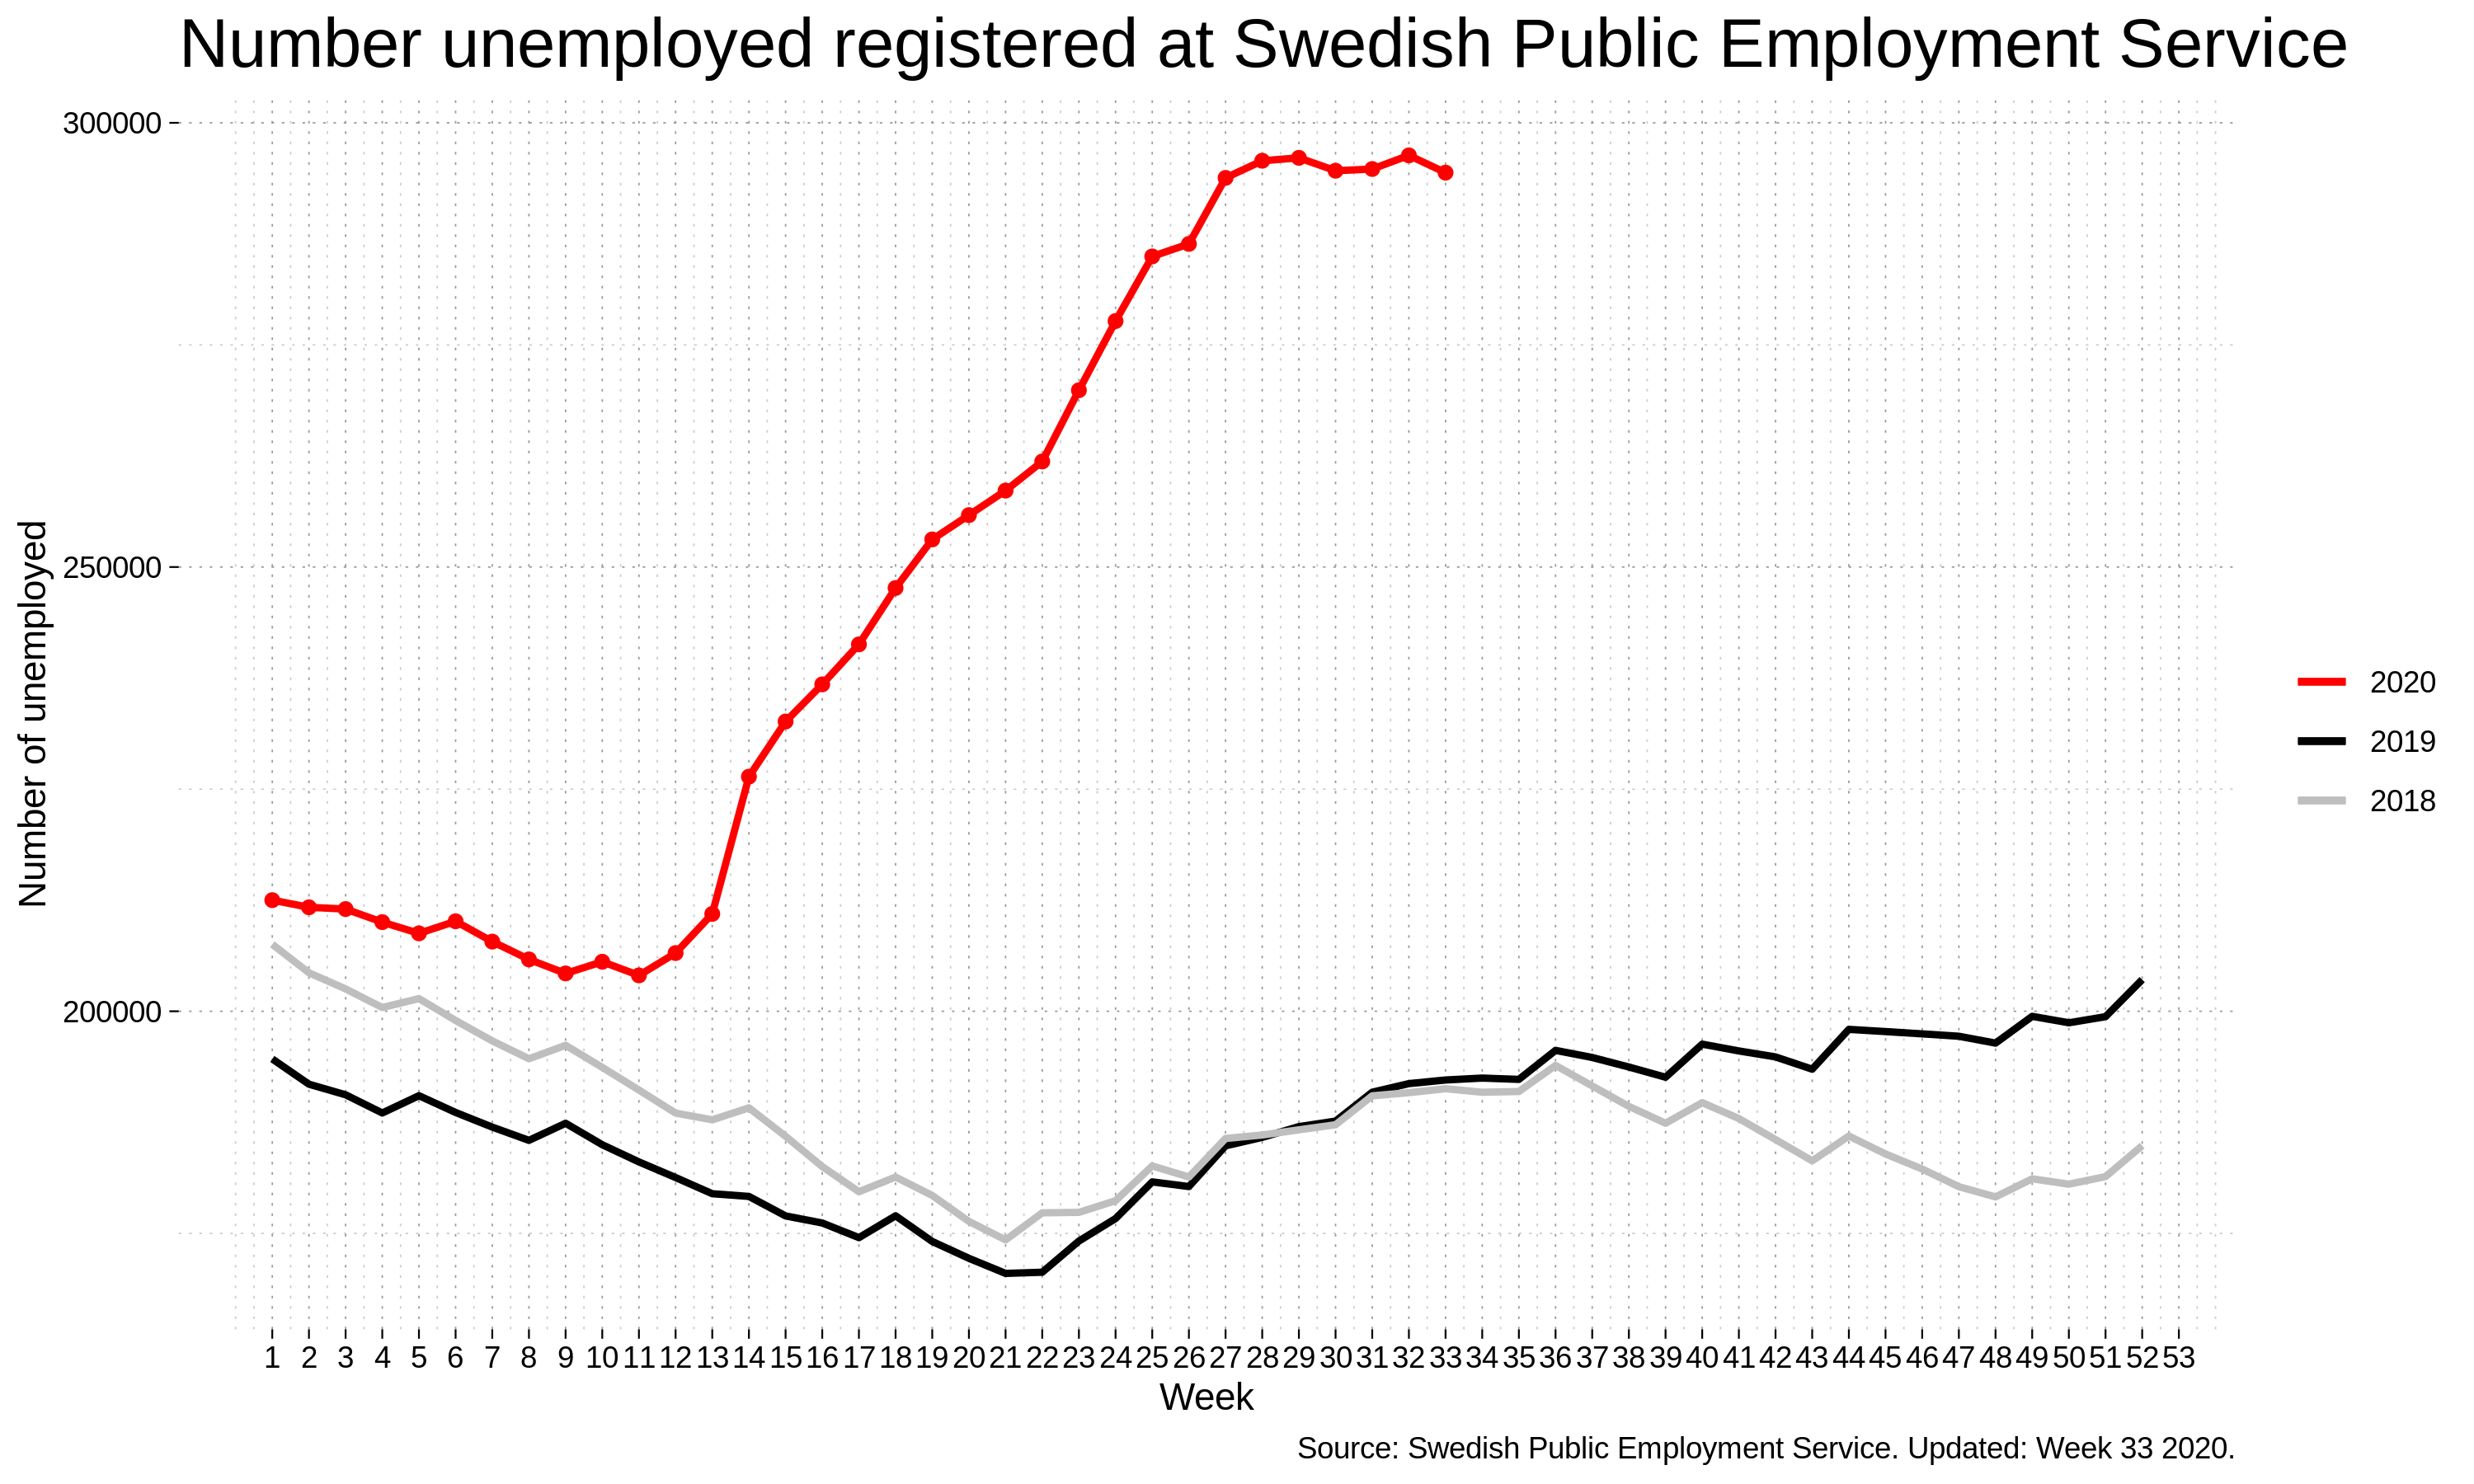 Number unemployed registered at Swedish Public Employment Service
300000
250000
200000
Number of unemployed
2020
2019
2018
1 2 3 4 5 6 7 8 9 10 11 12 13 14 15 16 17 18 19 20 21 22 23 24 25 26 27 28 29 30 31 32 33 34 35 36 37 38 39 40 41 42 43 44 45 46 47 48 49 50 51 52 53
Week
Source: Swedish Public Employment Service. Updated: Week 33 2020.